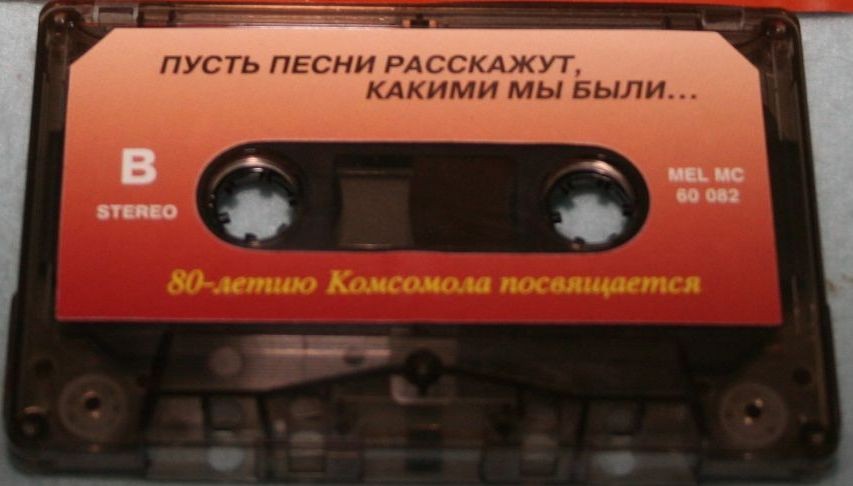 ПУСТЬ ПЕСНИ РАССКАЖУТ,
КАКИМИ МЫ БЫЛИ...
B
STEREO
MEL MC
60 082
80-летию Комсомола посвящается